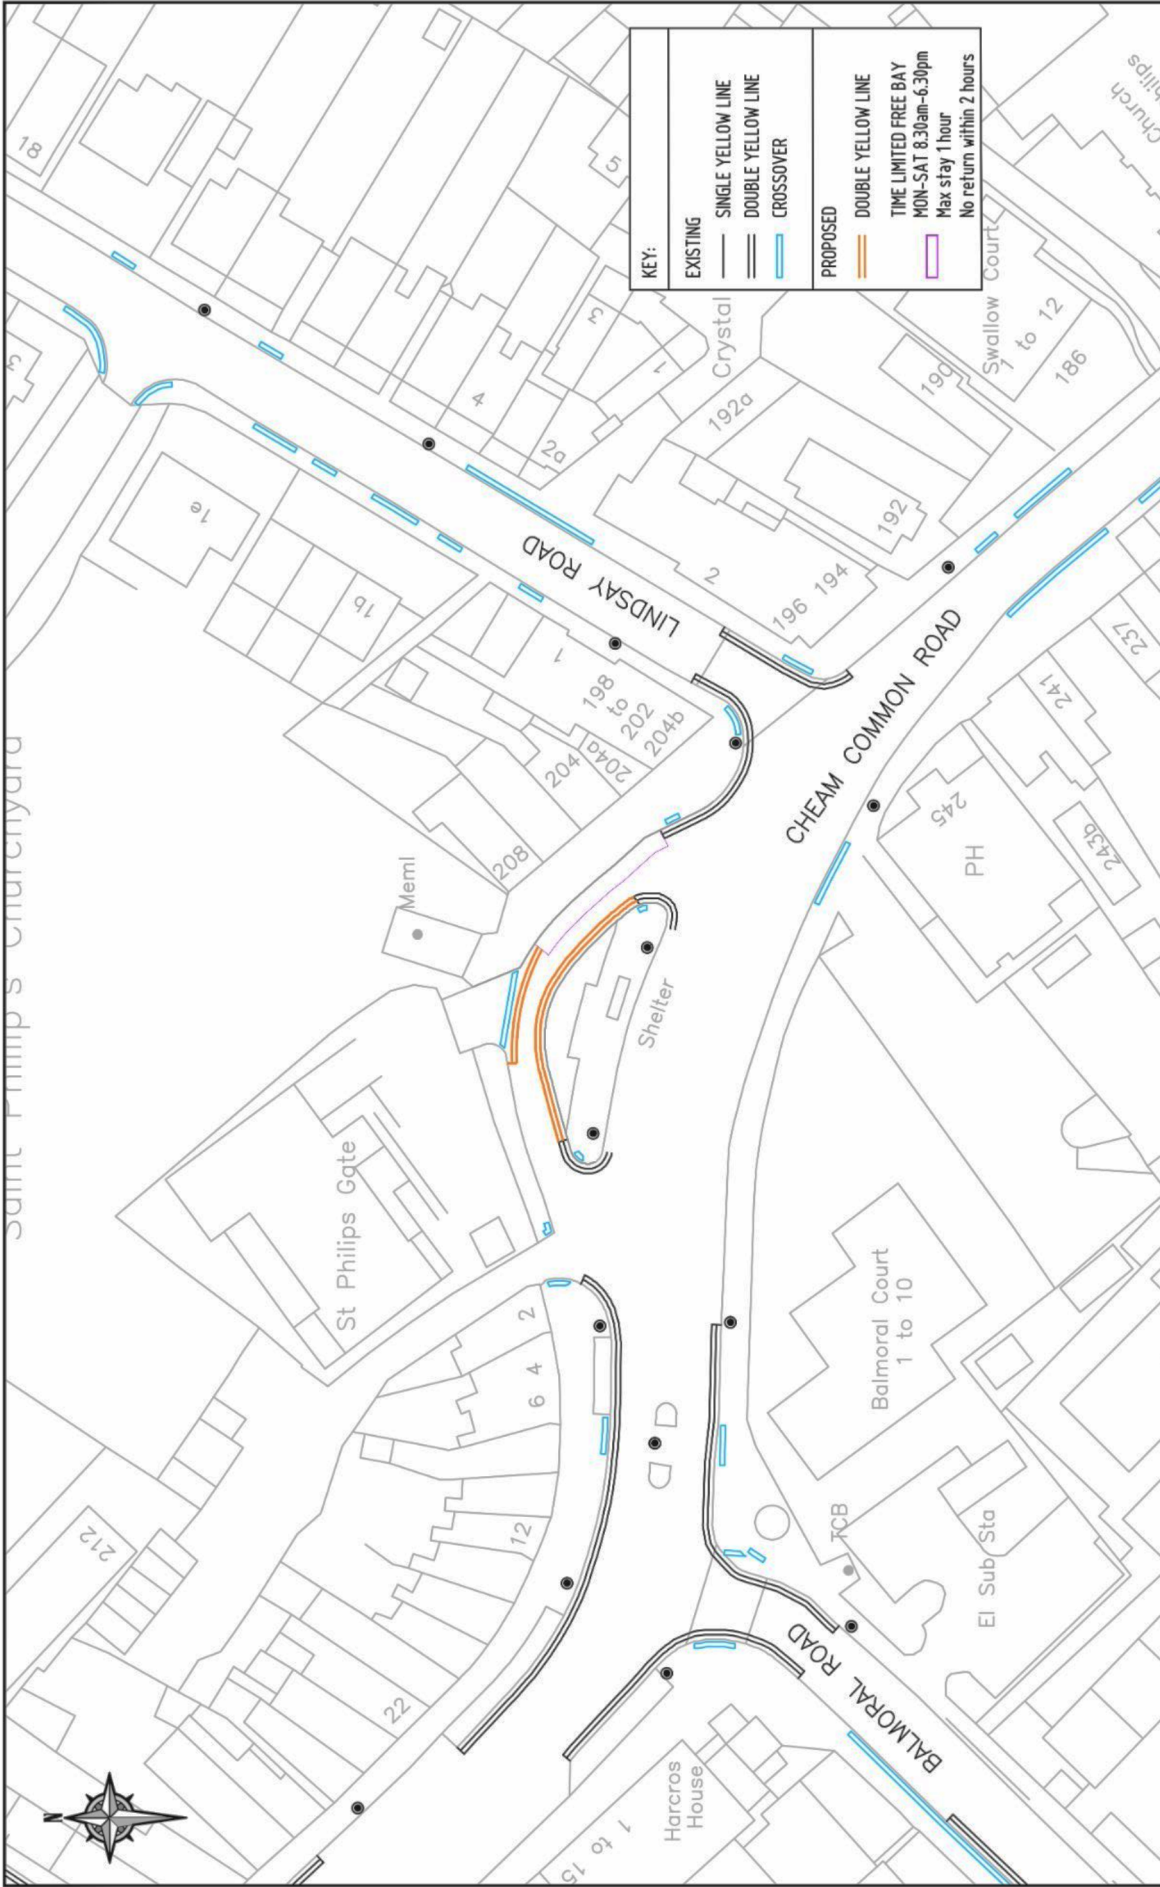 Saint Philip's Churchyard
18
3
1e
1b
5
4
3
1
2a
Crystal
192a
190
Swallow Court
1 to 12
186
192
194
196
2
LINDSAY ROAD
1
198
to
202
204b
204a
204
208
Meml
CHEAM COMMON ROAD
237
241
243b
245
PH
Shelter
St Philips Gate
2
4
6
12
22
212
Balmoral Court
1 to 10
TCB
El Sub Sta
BALMORAL ROAD
Harcros
House
1 to 15
N
KEY:
EXISTING
SINGLE YELLOW LINE
DOUBLE YELLOW LINE
CROSSOVER
PROPOSED
DOUBLE YELLOW LINE
TIME LIMITED FREE BAY
MON-SAT 8.30am-6.30pm
Max stay 1 hour
No return within 2 hours
Church